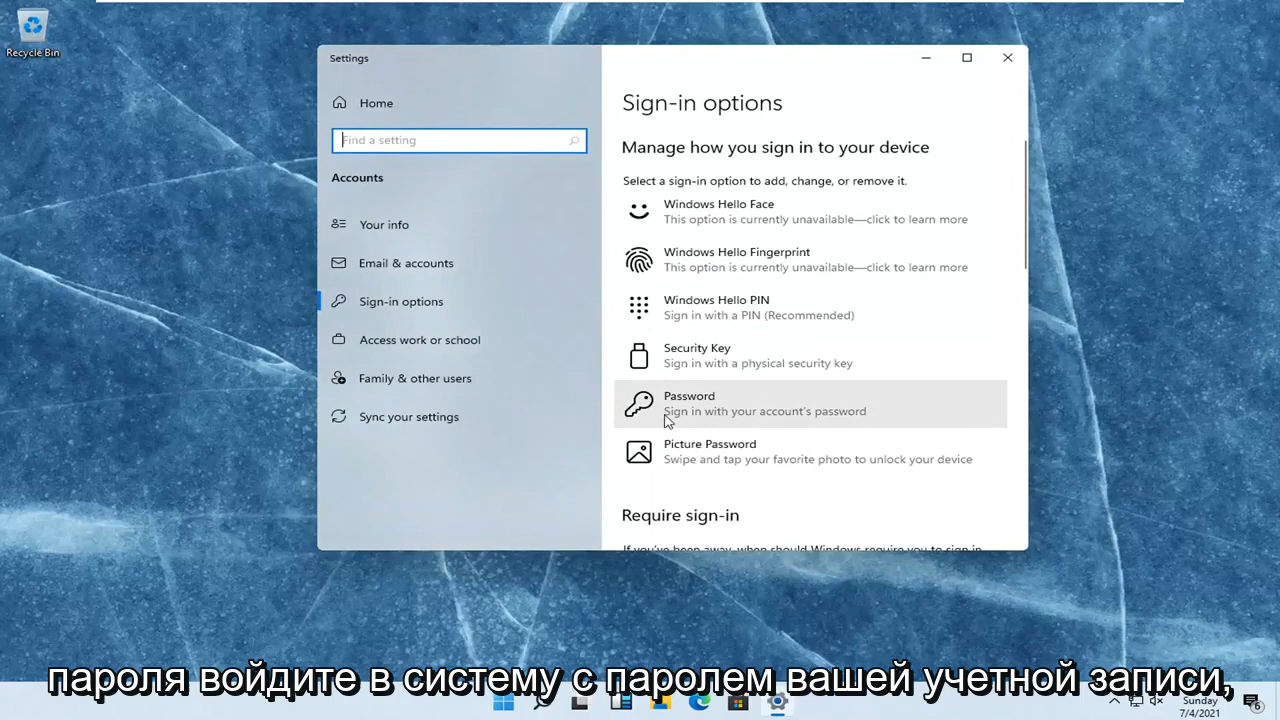 Recycle Bin
Settings
Home
Find a setting
Accounts
Your info
Email & accounts
Sign-in options
Access work or school
Family & other users
Sync your settings
Sign-in options
Manage how you sign in to your device
Select a sign-in option to add, change, or remove it.
Windows Hello Face
This option is currently unavailable—click to learn more
Windows Hello Fingerprint
This option is currently unavailable—click to learn more
Windows Hello PIN
Sign in with a PIN (Recommended)
Security Key
Sign in with a physical security key
Password
Sign in with your account's password
Picture Password
Swipe and tap your favorite photo to unlock your device
Require sign-in
If you've been away, when should Windows require you to sign in
пароля войдите в систему с паролем вашей учетной записи,
Sunday
7/4/2021
6